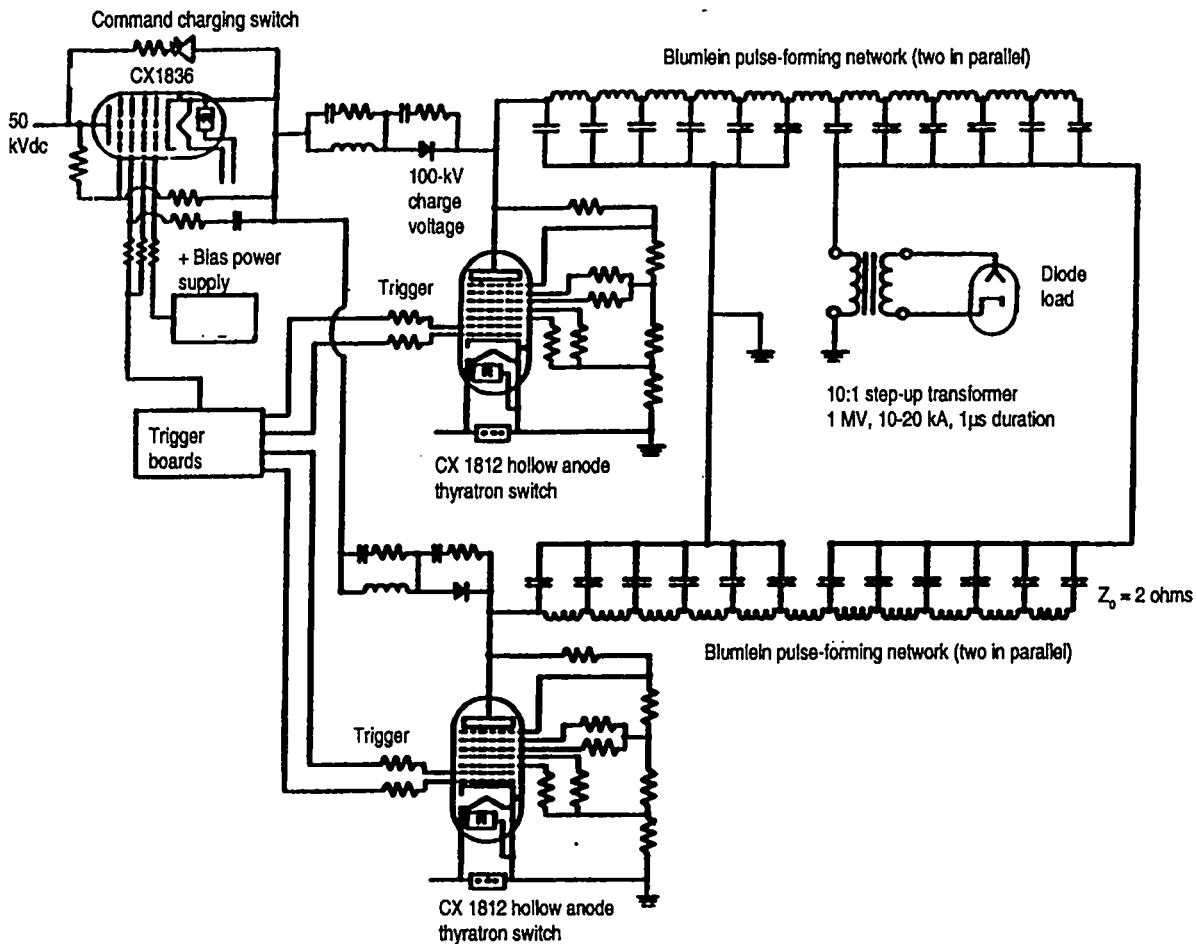 Command charging switch
CX1836
50
kVdc
Blumlein pulse-forming network (two in parallel)
100-kV
charge
voltage
+ Bias power
supply
Trigger
Diode
load
10:1 step-up transformer
1 MV, 10-20 kA, 1µs duration
Trigger
boards
CX 1812 hollow anode
thyratron switch
Z₀ = 2 ohms
Blumlein pulse-forming network (two in parallel)
Trigger
CX 1812 hollow anode
thyratron switch